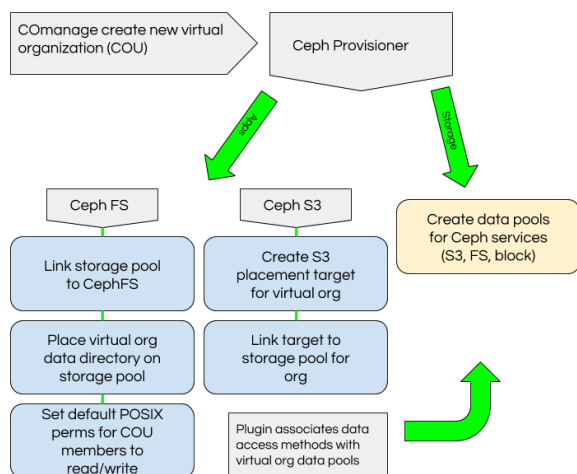 COmanage create new virtual
organization (COU)
Ceph Provisioner
Apps
Storage
Ceph FS
Ceph S3
Link storage pool
to CephFS
Create S3
placement target
for virtual org
Create data pools
for Ceph services
(S3, FS, block)
Place virtual org
data directory on
storage pool
Link target to
storage pool for
org
Set default POSIX
perms for COU
members to
read/write
Plugin associates data
access methods with
virtual org data pools